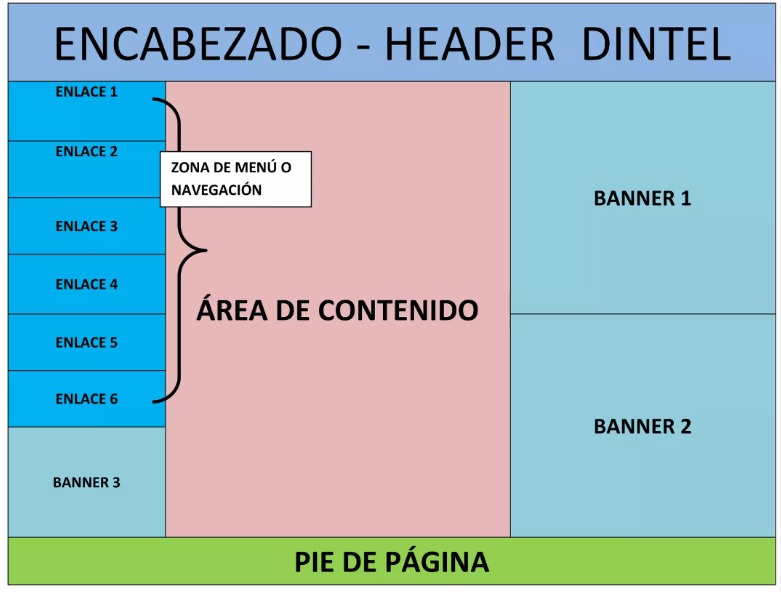 ENCABEZADO - HEADER DINTEL
ENLACE 1
ENLACE 2
ENLACE 3
ENLACE 4
ENLACE 5
ENLACE 6
BANNER 3
ZONA DE MENÚ O
NAVEGACIÓN
ÁREA DE CONTENIDO
BANNER 1
BANNER 2
PIE DE PÁGINA